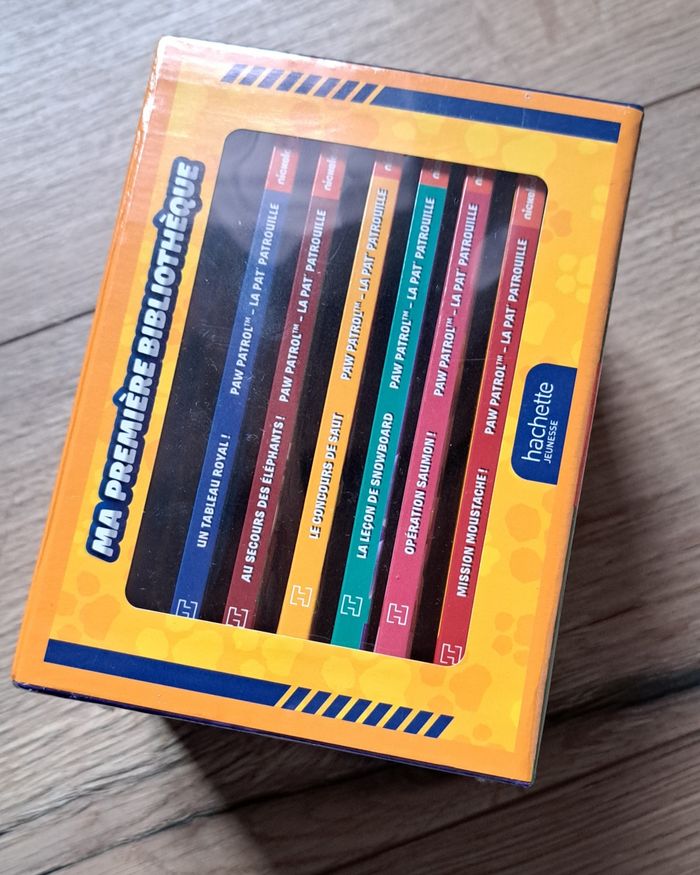 MA PREMIÈRE BIBLIOTHÈQUE
UN TABLEAU ROYAL ! PAW PATROL™ – LA PAT' PATROUILLE
AU SECOURS DES ÉLÉPHANTS ! PAW PATROL™ – LA PAT' PATROUILLE
LE CONCOURS DE SAUT PAW PATROL™ – LA PAT' PATROUILLE
LA LEÇON DE SNOWBOARD PAW PATROL™ – LA PAT' PATROUILLE
OPÉRATION SAUMON ! PAW PATROL™ – LA PAT' PATROUILLE
MISSION MOUSTACHE ! PAW PATROL™ – LA PAT' PATROUILLE
hachette
JEUNESSE